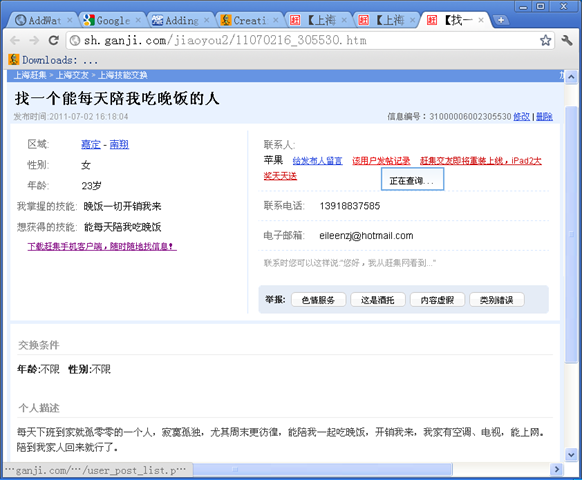 AddWat
Google
Adding
Creati
【上海
【上海
【找一
sh.ganji.com/jiaoyou2/11070216_305530.htm
Downloads: ...
上海赶集 > 上海交友 > 上海技能交换
找一个能每天陪我吃晚饭的人
发布时间:2011-07-02 16:18:04
信息编号：31000006002305530 修改 | 删除
区域: 嘉定 - 南翔
性别: 女
年龄: 23岁
我掌握的技能: 晚饭一切开销我来
想获得的技能: 能每天陪我吃晚饭
下载赶集手机客户端，随时随地找信息！
联系人:
苹果 给发布人留言 该用户发帖记录 赶集交友即将重装上线，iPad2大
奖天天送
正在查询...
联系电话: 13918837585
电子邮箱: eileenzj@hotmail.com
联系时您可以这样说:"您好，我从赶集网看到..."
举报: 色情服务 这是酒托 内容虚假 类别错误
交换条件
年龄:不限 性别:不限
个人描述
每天下班到家就孤零零的一个人，寂寞孤独，尤其周末更彷徨，能陪我一起吃晚饭，开销我来，我家有空调、电视，能上网。
陪到我家人回来就行了。
…ganji.com/…/user_post_list.p…